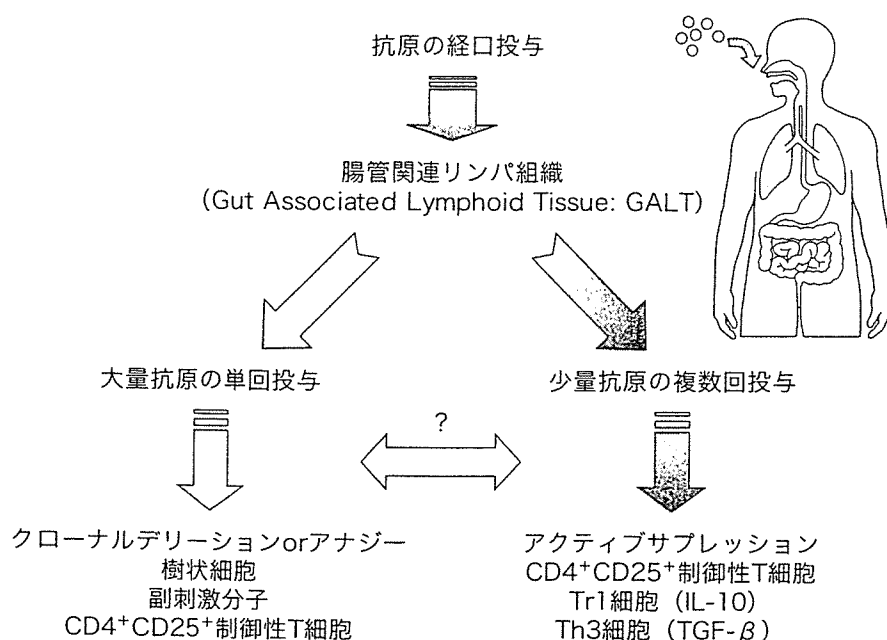 抗原の経口投与
腸管関連リンパ組織
(Gut Associated Lymphoid Tissue: GALT)
大量抗原の単回投与
少量抗原の複数回投与
?
クローナルデリーションorアナジー
樹状細胞
副刺激分子
CD4⁺CD25⁺制御性T細胞
アクティブサプレッション
CD4⁺CD25⁺制御性T細胞
Tr1細胞（IL-10）
Th3細胞（TGF-β）